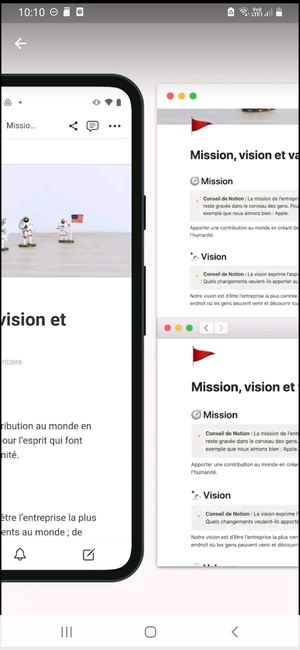 10:10
Missio...
vision et
ntaire
ribution au monde en
our l'esprit qui font
nité.
être l'entreprise la plus
ents au monde ; de
Mission, vision et va
Mission
Conseil de Notion : La mission de l'entrepris
reste gravée dans le cerveau des gens. Pou
exemple que nous aimons bien : Apple.
Apporter une contribution au monde en créant de
l'humanité.
Vision
Conseil de Notion : La vision exprime l'aspi
Quels changements veulent-ils apporter au
Notre vision est d'être l'entreprise la plus centrée
endroit où les gens peuvent venir et découvrir tou
Mission, vision et
Mission
Conseil de Notion : La mission de l'ent
reste gravée dans le cerveau des gens.
exemple que nous aimons bien : Apple
Apporter une contribution au monde en créa
l'humanité.
Vision
Conseil de Notion : La vision exprime l'
Quels changements veulent-ils apporte
Notre vision est d'être l'entreprise la plus cen
endroit où les gens peuvent venir et découvr